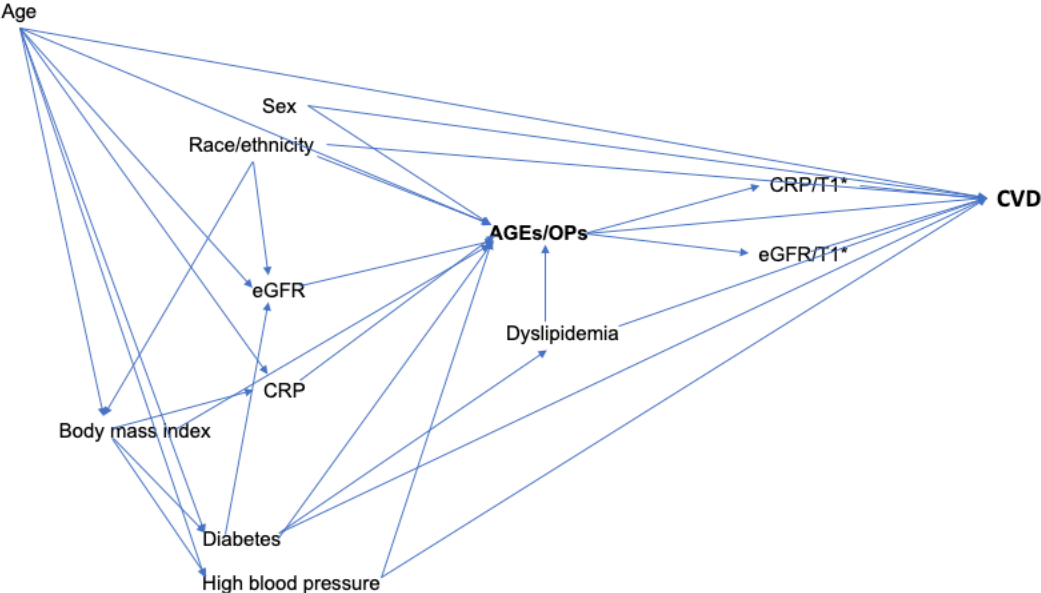 Age
Sex
Race/ethnicity
CRP/T1*
CVD
AGEs/OPs
eGFR/T1*
eGFR
Dyslipidemia
CRP
Body mass index
Diabetes
High blood pressure